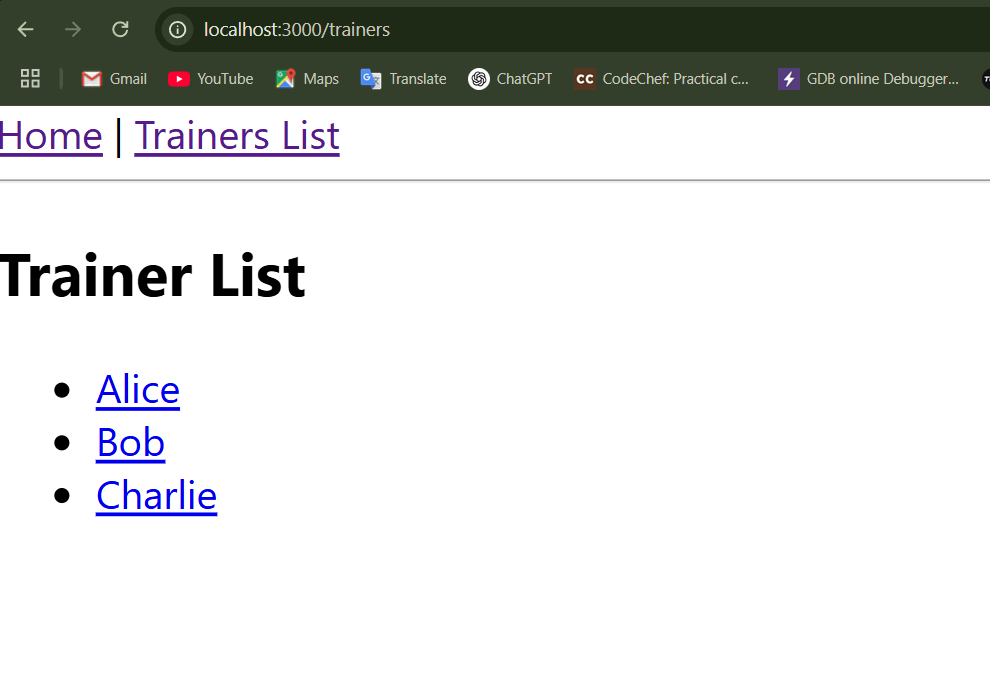 localhost:3000/trainers
Gmail YouTube Maps Translate ChatGPT CC CodeChef: Practical c... GDB online Debugger...
Home | Trainers List
Trainer List
• Alice
• Bob
• Charlie